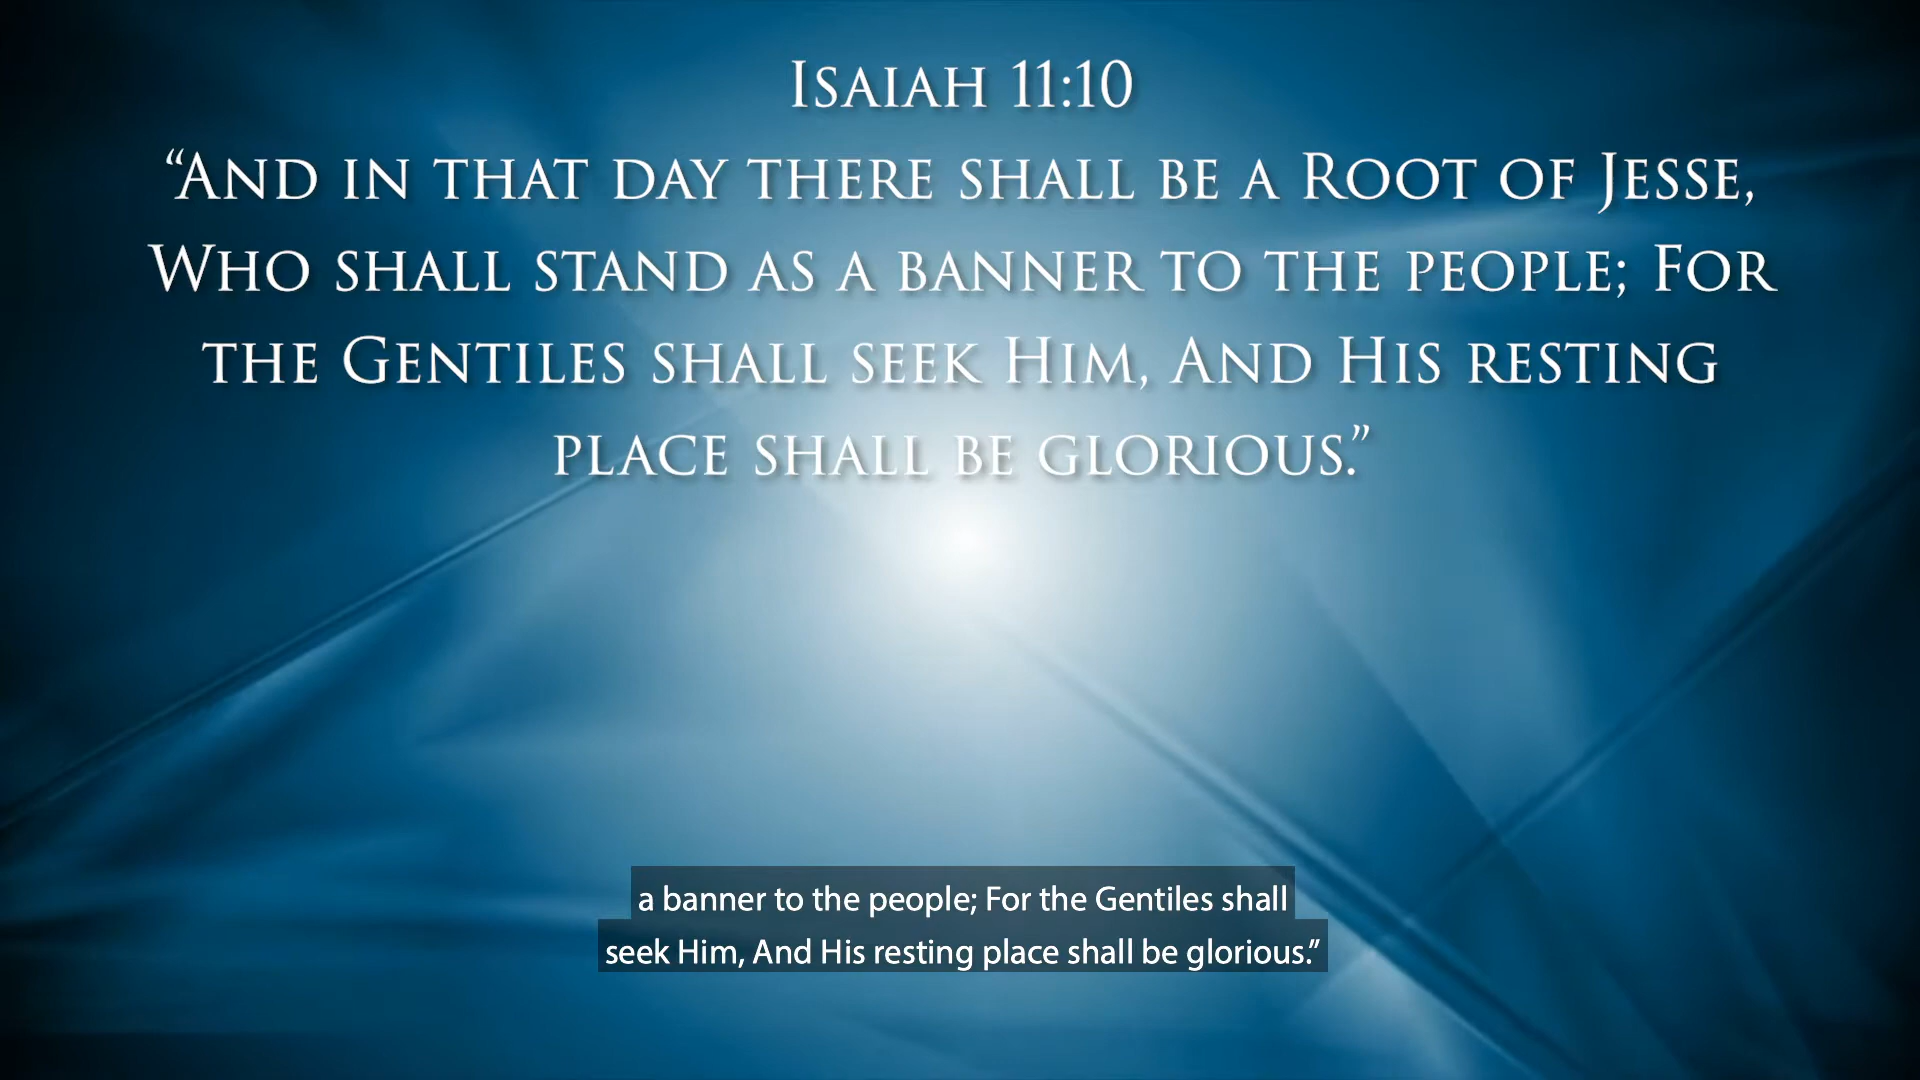 Isaiah 11:10
“And in that day there shall be a Root of Jesse,
Who shall stand as a banner to the people; For
the Gentiles shall seek Him, And His resting
place shall be glorious.”
a banner to the people; For the Gentiles shall
seek Him, And His resting place shall be glorious.”